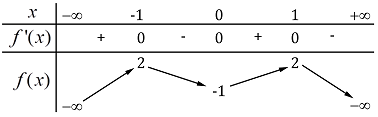 x −∞ -1 0 1 +∞
f'(x) + 0 - 0 + 0 -
f(x) −∞ 2 -1 2 −∞